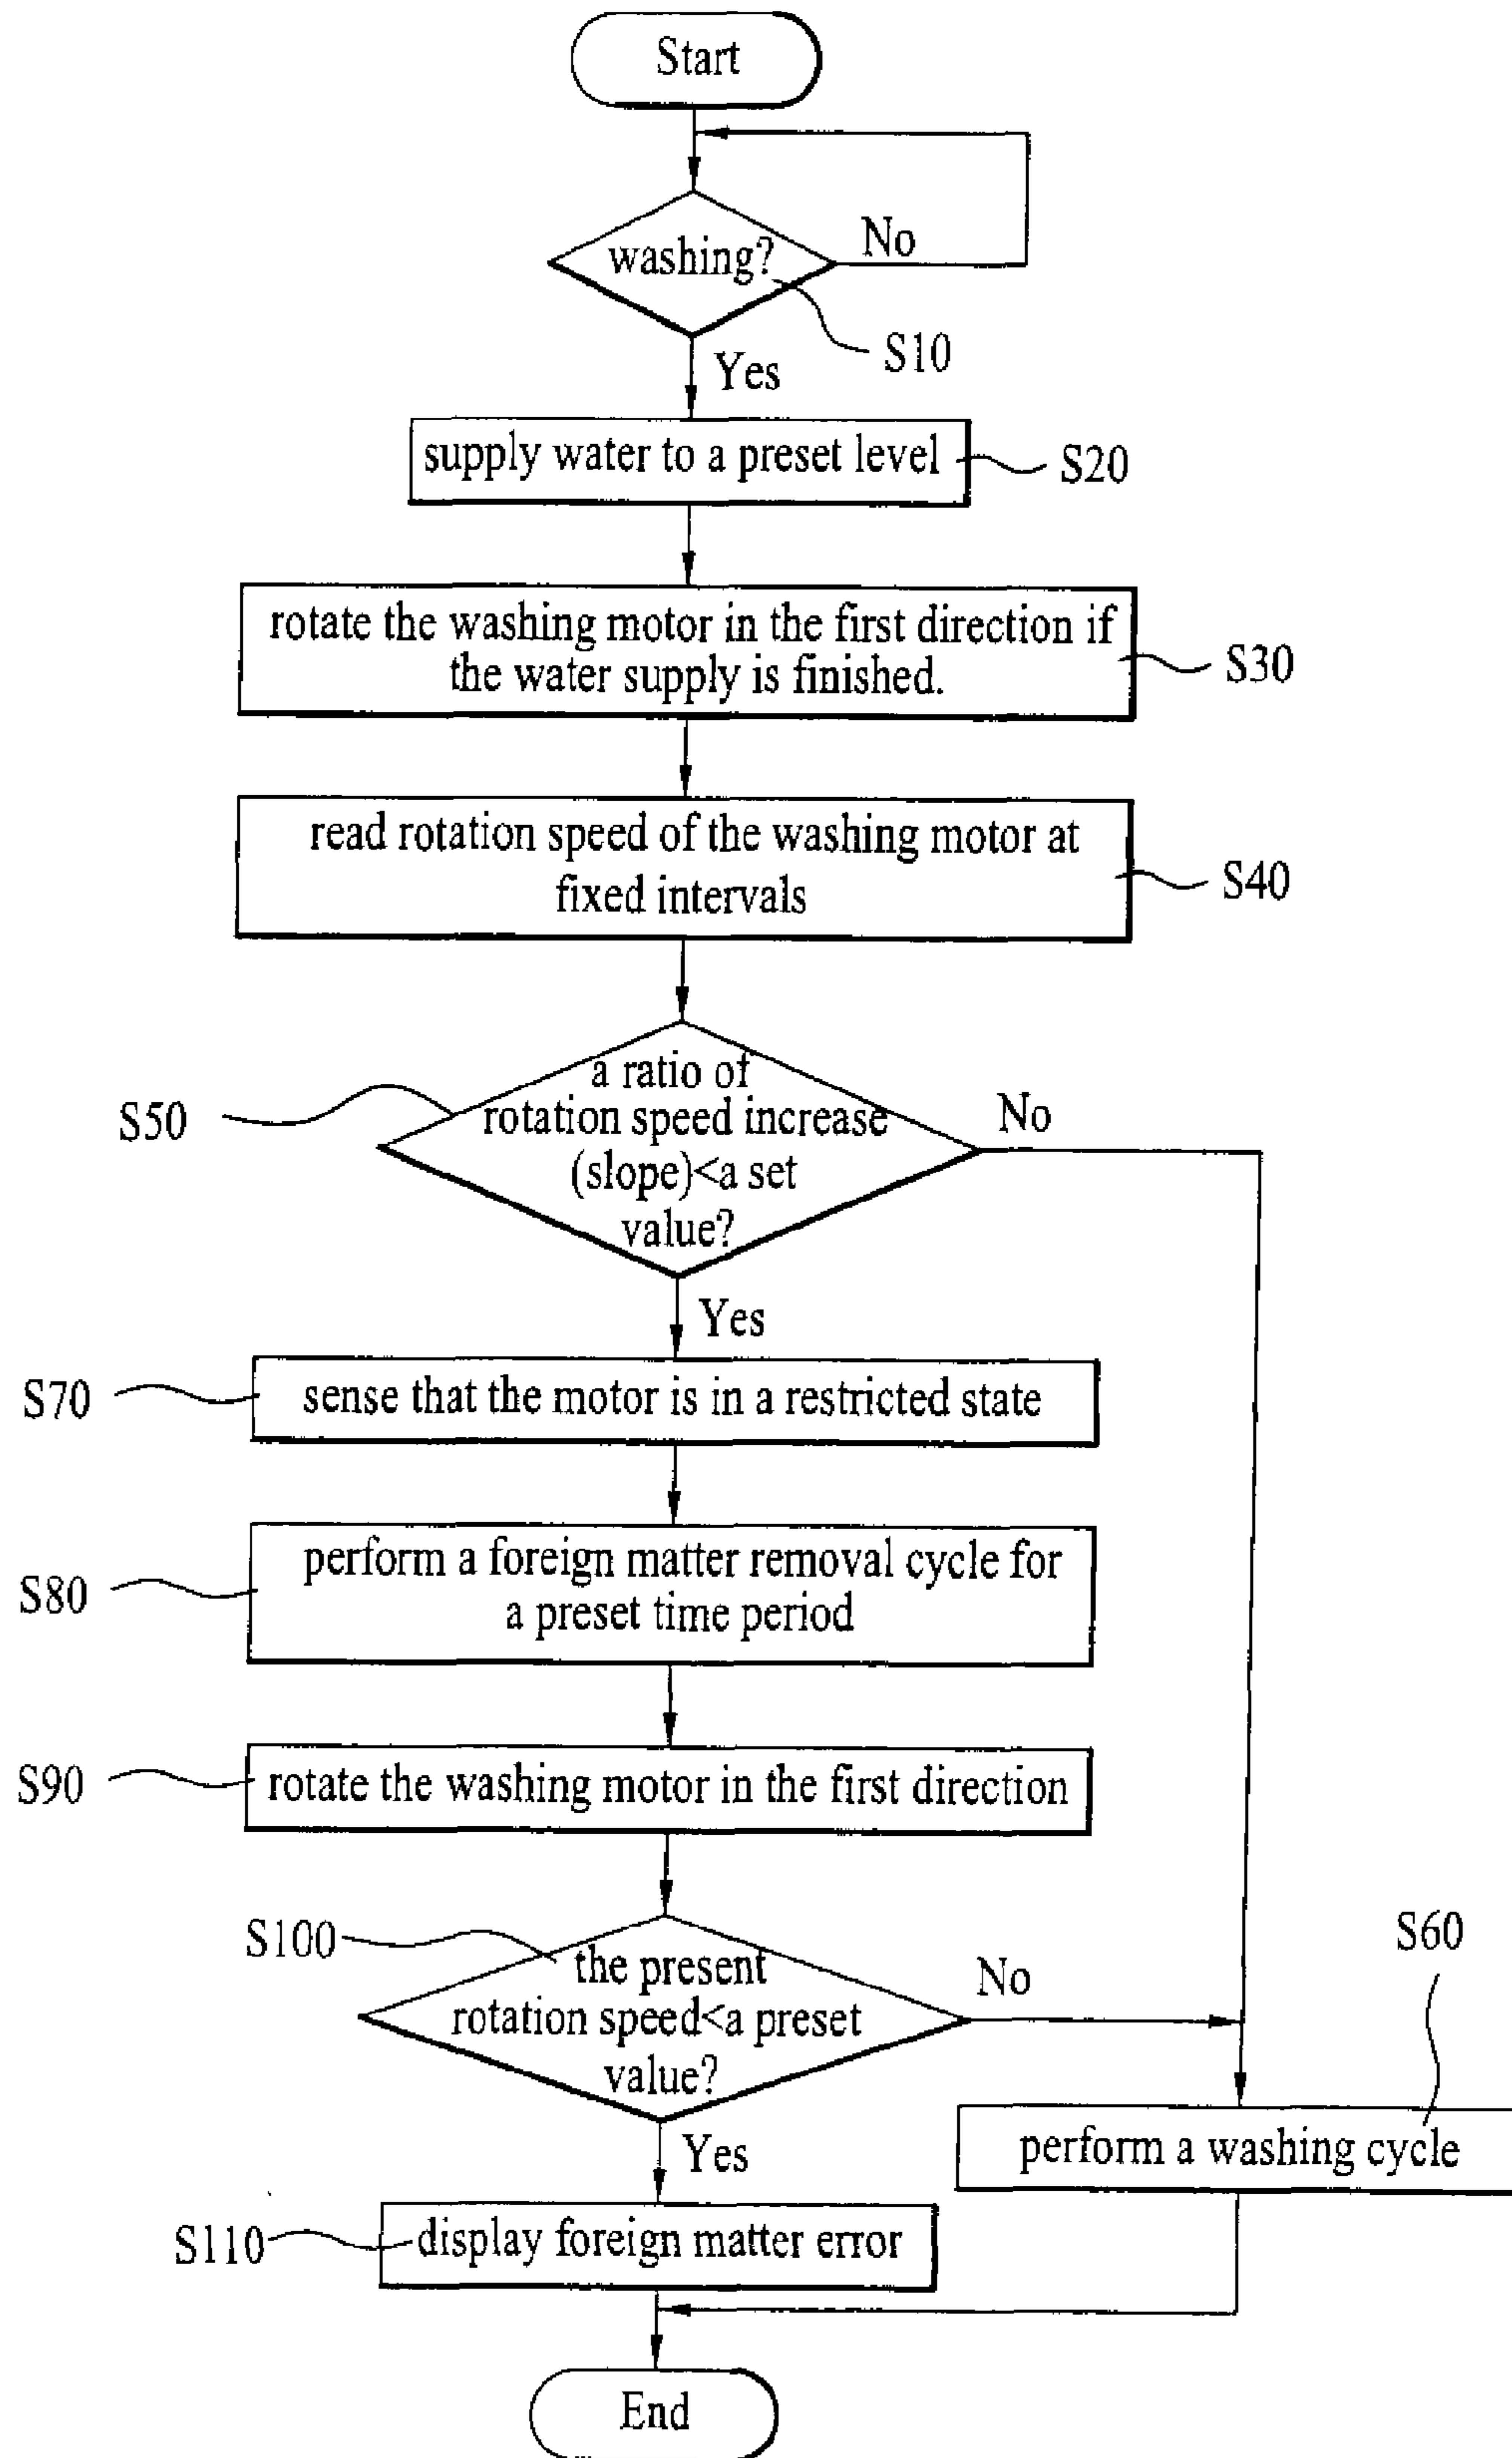 Start
washing?
No
S10
Yes
supply water to a preset level
S20
rotate the washing motor in the first direction if
the water supply is finished.
S30
read rotation speed of the washing motor at
fixed intervals
S40
a ratio of
rotation speed increase
(slope)<a set
value?
S50
No
Yes
S70
sense that the motor is in a restricted state
S80
perform a foreign matter removal cycle for
a preset time period
S90
rotate the washing motor in the first direction
S100
the present
rotation speed<a preset
value?
No
S60
Yes
perform a washing cycle
S110
display foreign matter error
End